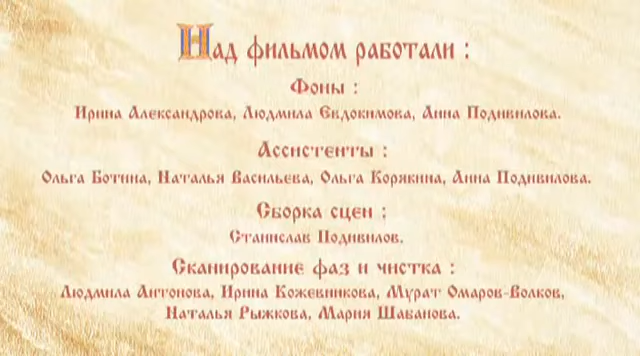 Над фильмом работали :
Фоны :
Ирина Александрова, Людмила Евдокимова, Анна Подивилова.
Ассистенты :
Ольга Ботина, Наталья Васильева, Ольга Корякина, Анна Подивилова.
Сборка сцен :
Станислав Подивилов.
Сканирование фаз и чистка :
Людмила Антонова, Ирина Кожевникова, Мурат Омаров-Волков,
Наталья Рыжкова, Мария Шабанова.